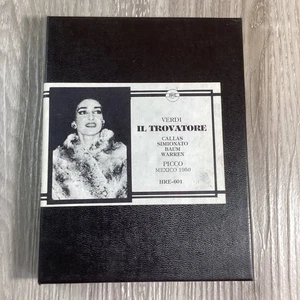 VERDI
IL TROVATORE
CALLAS
SIMIONATO
BAUM
WARREN
PICCO
MEXICO 1950
HRE-001